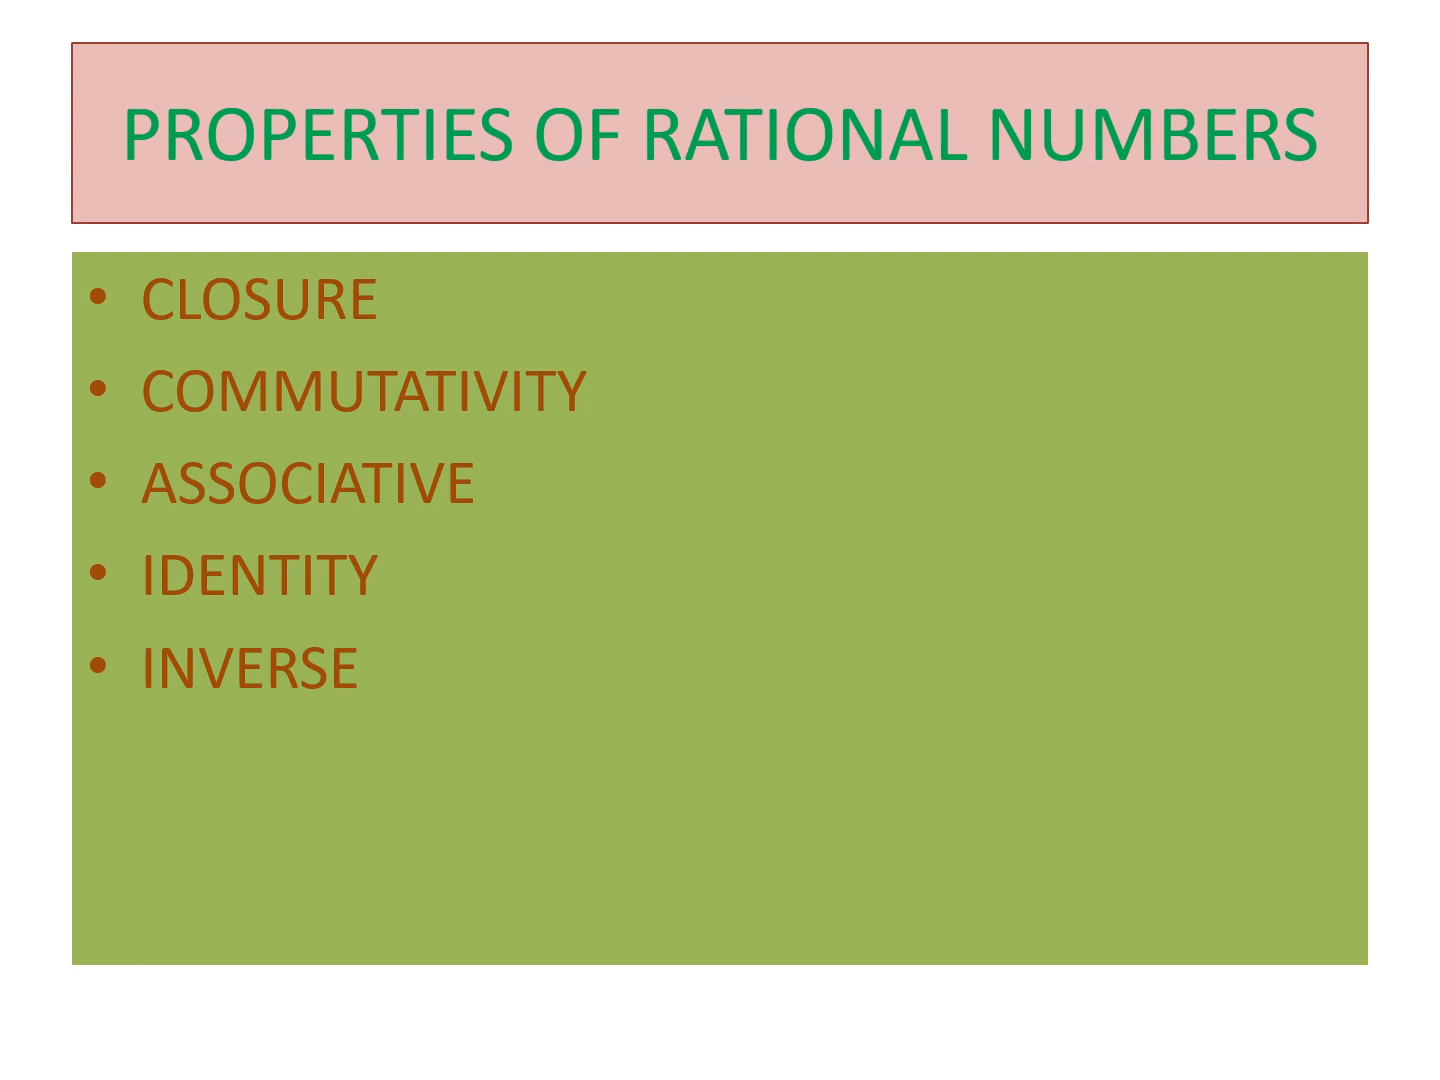 PROPERTIES OF RATIONAL NUMBERS
• CLOSURE
• COMMUTATIVITY
• ASSOCIATIVE
• IDENTITY
• INVERSE